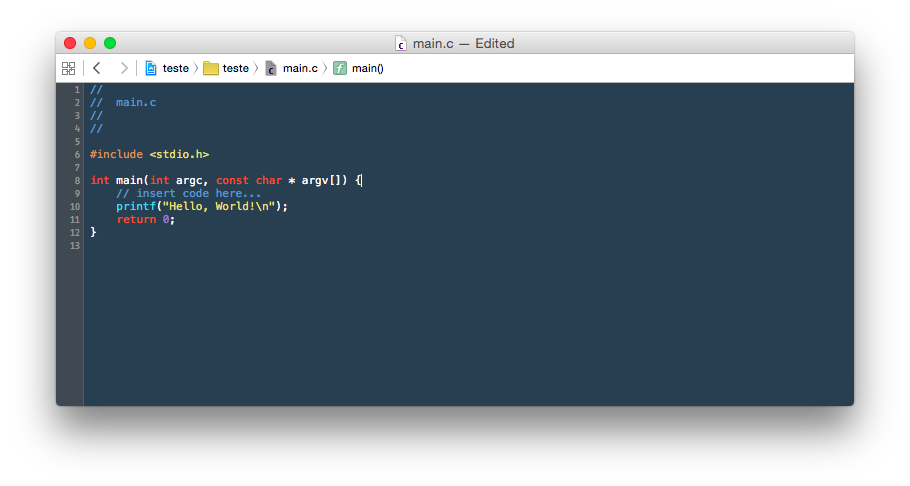 main.c — Edited
teste teste main.c main()
1 //
2 //  main.c
3 //
4 //
5
6 #include <stdio.h>
7
8 int main(int argc, const char * argv[]) {
9     // insert code here...
10     printf("Hello, World!\n");
11     return 0;
12 }
13